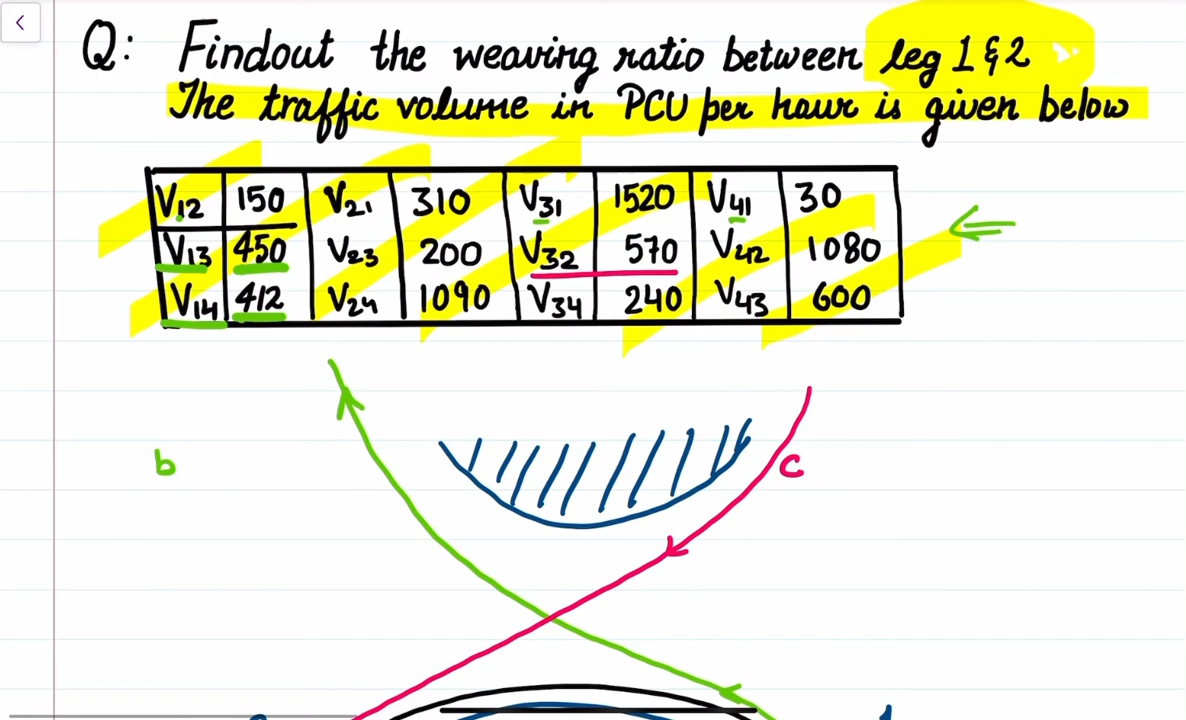 Q: Findout the weaving ratio between leg 1 & 2
The traffic volume in PCU per hour is given below
V12 150 V21 310 V31 1520 V41 30
V13 450 V23 200 V32 570 V42 1080
V14 412 V24 1090 V34 240 V43 600
b
c